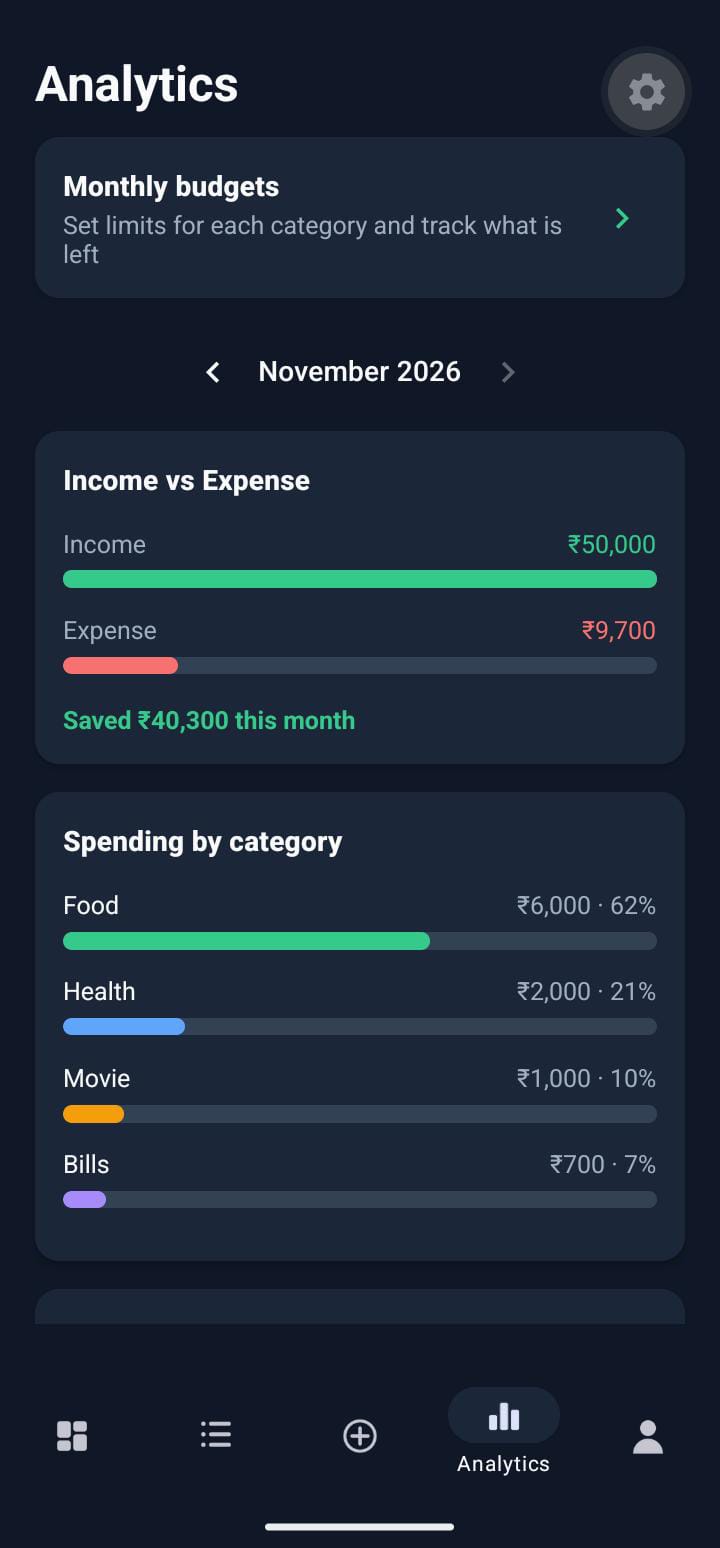 Analytics
Monthly budgets
Set limits for each category and track what is
left
November 2026
Income vs Expense
Income ₹50,000
Expense ₹9,700
Saved ₹40,300 this month
Spending by category
Food ₹6,000 · 62%
Health ₹2,000 · 21%
Movie ₹1,000 · 10%
Bills ₹700 · 7%
Analytics